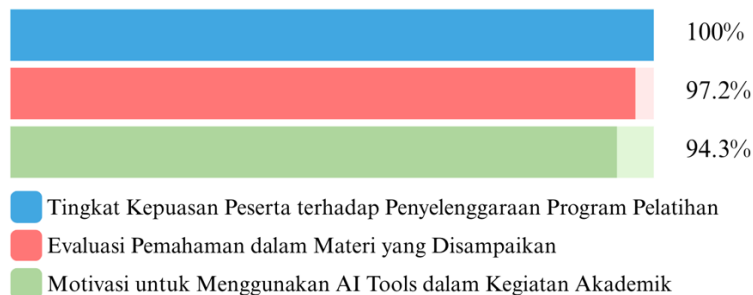 100%
97.2%
94.3%
Tingkat Kepuasan Peserta terhadap Penyelenggaraan Program Pelatihan
Evaluasi Pemahaman dalam Materi yang Disampaikan
Motivasi untuk Menggunakan AI Tools dalam Kegiatan Akademik